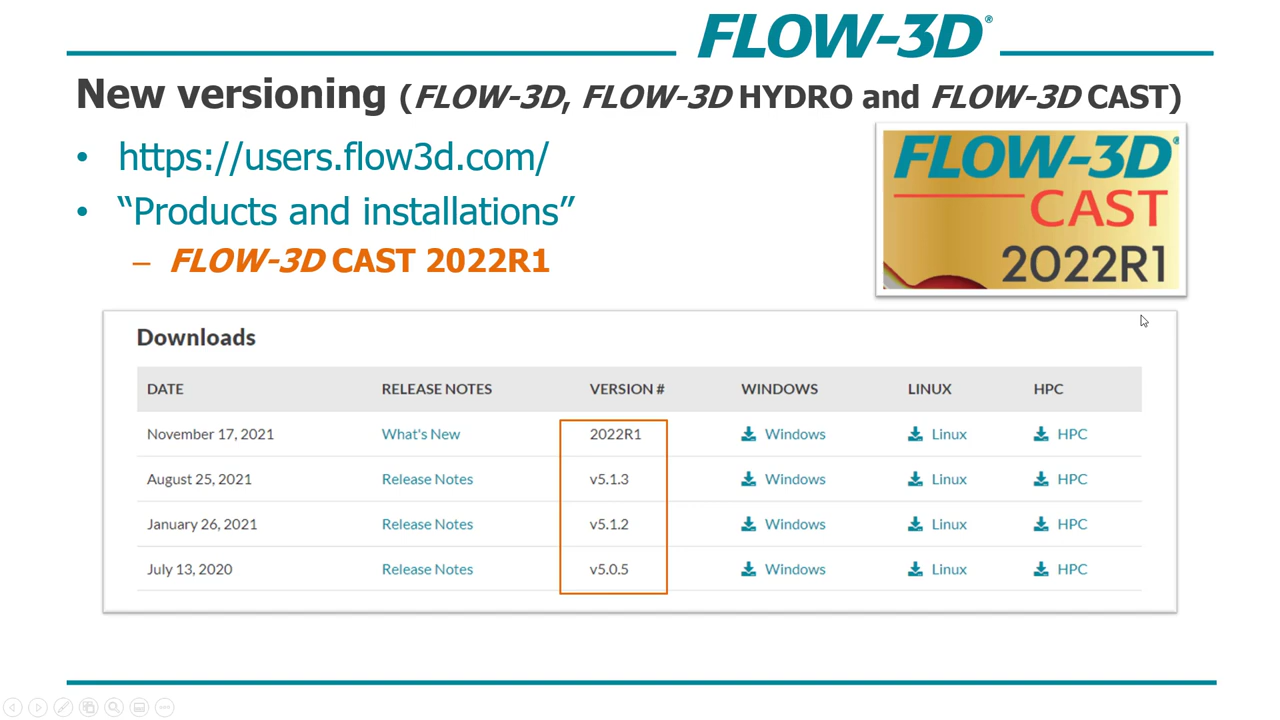 FLOW-3D®
New versioning (FLOW-3D, FLOW-3D HYDRO and FLOW-3D CAST)
• https://users.flow3d.com/
• “Products and installations”
– FLOW-3D CAST 2022R1
FLOW-3D®
CAST
2022R1
Downloads
DATE RELEASE NOTES VERSION # WINDOWS LINUX HPC
November 17, 2021 What's New 2022R1 Windows Linux HPC
August 25, 2021 Release Notes v5.1.3 Windows Linux HPC
January 26, 2021 Release Notes v5.1.2 Windows Linux HPC
July 13, 2020 Release Notes v5.0.5 Windows Linux HPC